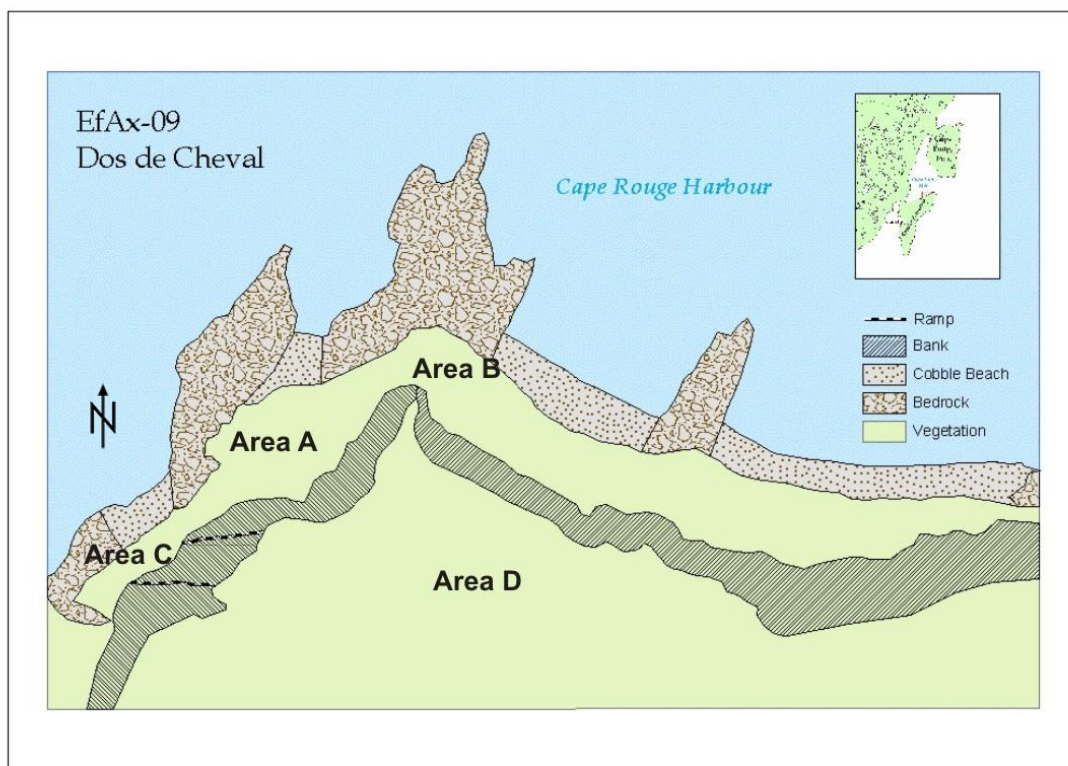 EfAx-09
Dos de Cheval
Cape Rouge Harbour
Ramp
Bank
Cobble Beach
Bedrock
Vegetation
N
Area B
Area A
Area C
Area D